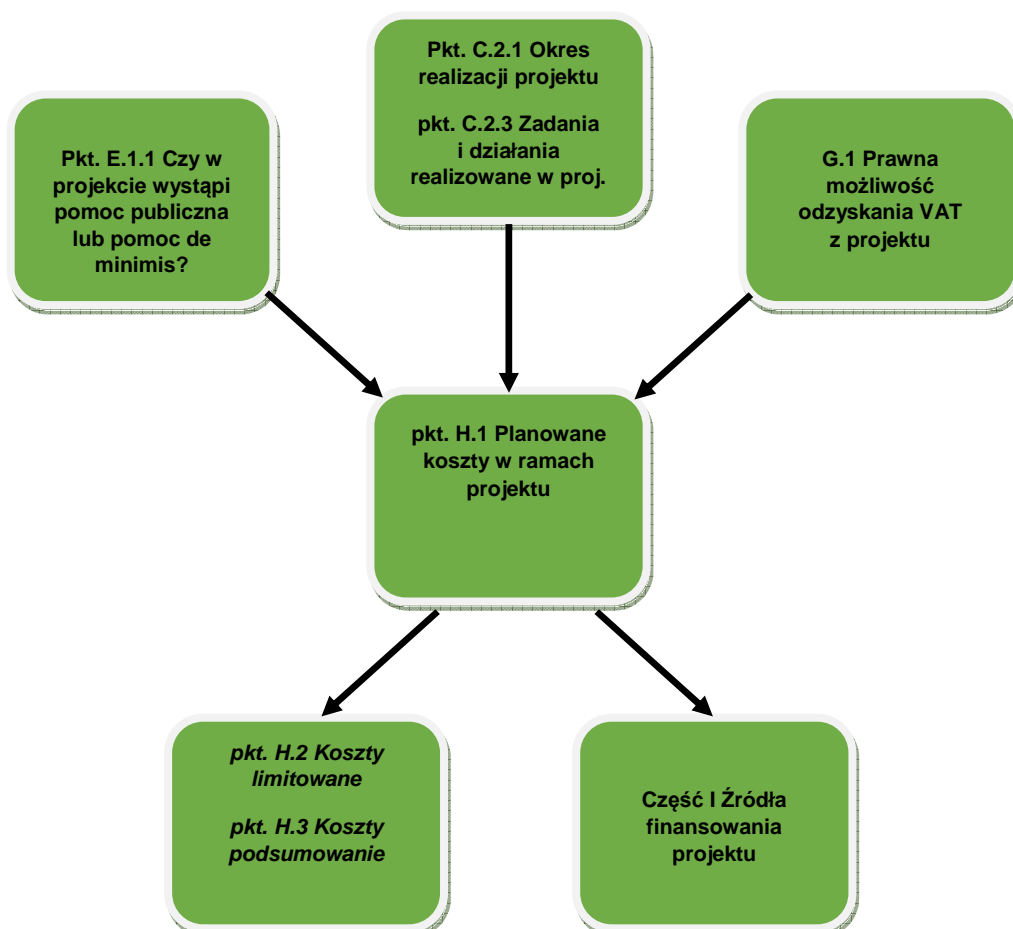 Pkt. C.2.1 Okres
realizacji projektu
pkt. C.2.3 Zadania
i działania
realizowane w proj.
Pkt. E.1.1 Czy w
projekcie wystąpi
pomoc publiczna
lub pomoc de
minimis?
G.1 Prawna
możliwość
odzyskania VAT
z projektu
pkt. H.1 Planowane
koszty w ramach
projektu
pkt. H.2 Koszty
limitowane
pkt. H.3 Koszty
podsumowanie
Część I Źródła
finansowania
projektu